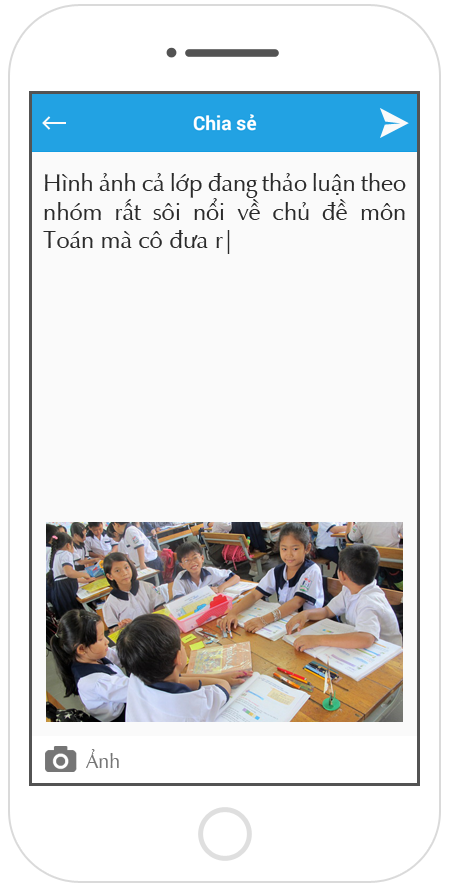 Chia sẻ
Hình ảnh cả lớp đang thảo luận theo
nhóm rất sôi nổi về chủ đề môn
Toán mà cô đưa r
Ảnh